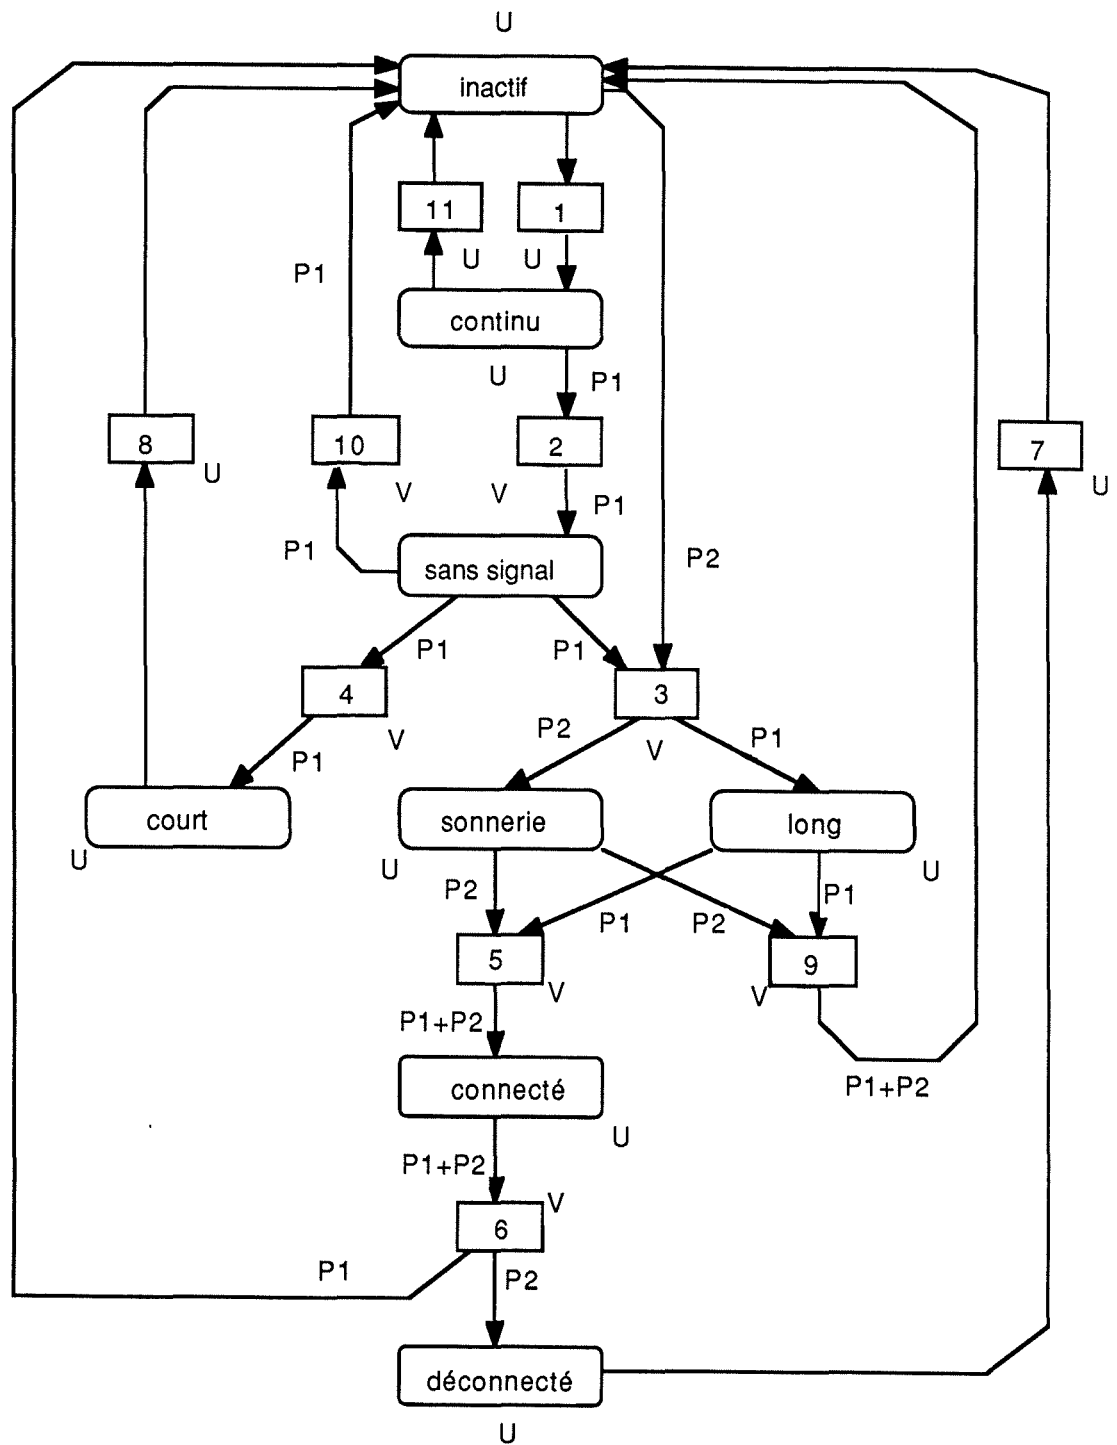 U
inactif
11
1
U
U
P1
continu
U
P1
8
10
2
7
U
V
V
P1
U
P1
sans signal
P2
P1
P1
4
3
V
P2
V
P1
P1
court
sonnerie
long
U
U
U
P2
P1
P2
P1
5
9
V
V
P1+P2
connecté
P1+P2
U
P1+P2
V
6
P1
P2
déconnecté
U